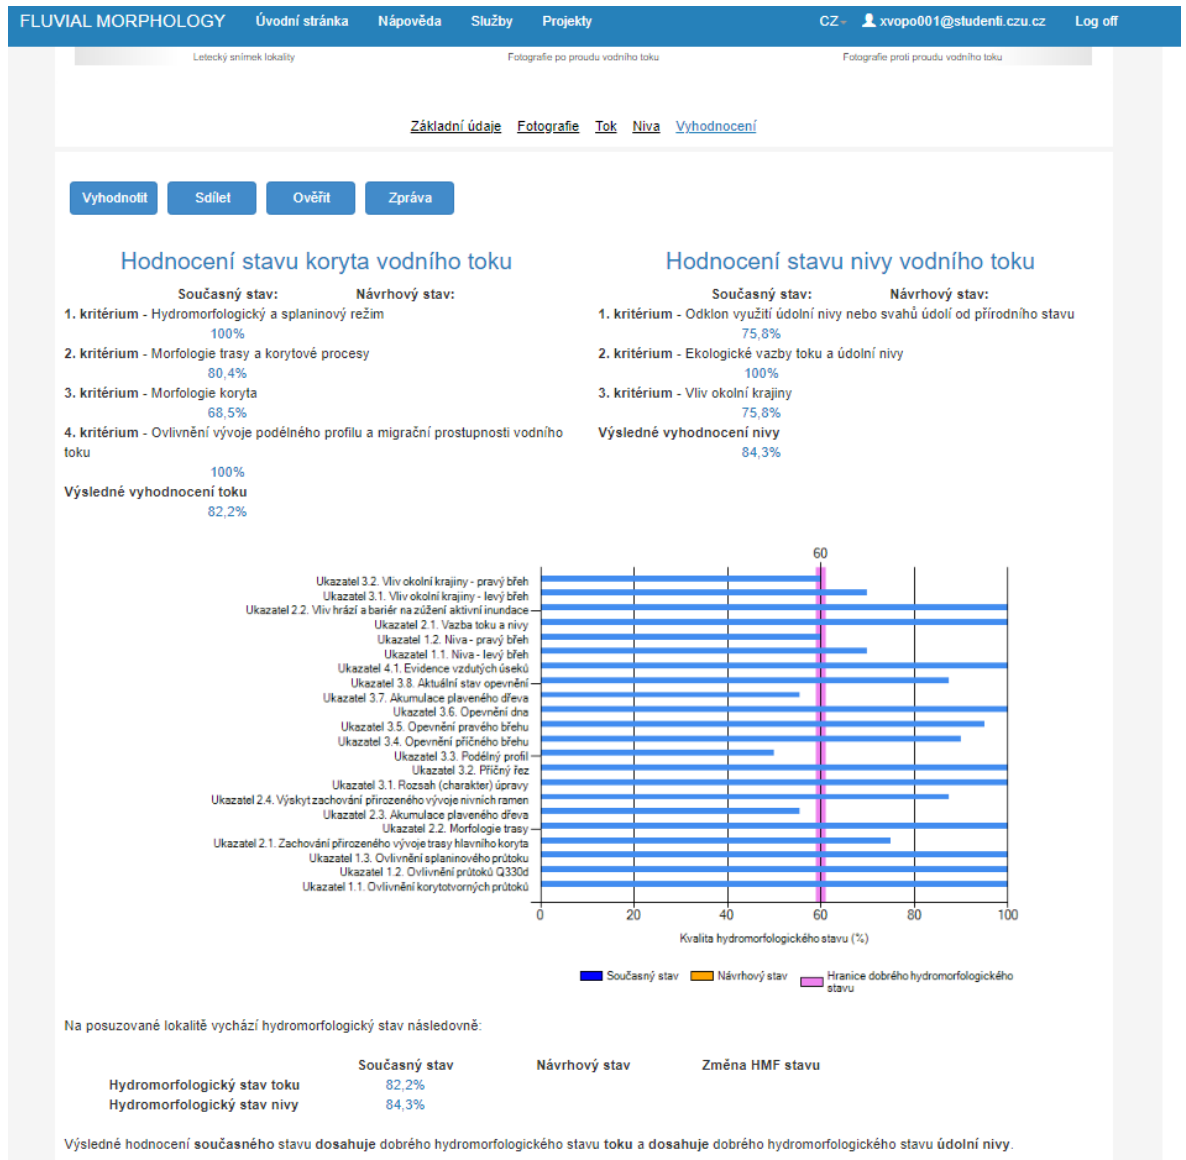 FLUVIAL MORPHOLOGY Úvodní stránka Nápověda Služby Projekty CZ xvopo001@studenti.czu.cz Log off
Letecký snímek lokality Fotografie po proudu vodního toku Fotografie proti proudu vodního toku
Základní údaje Fotografie Tok Niva Vyhodnocení
Vyhodnotit Sdílet Ověřit Zpráva
Hodnocení stavu koryta vodního toku
Současný stav: Návrhový stav:
1. kritérium - Hydromorfologický a splaninový režim
100%
2. kritérium - Morfologie trasy a korytové procesy
80,4%
3. kritérium - Morfologie koryta
68,5%
4. kritérium - Ovlivnění vývoje podélného profilu a migrační prostupnosti vodního
toku
100%
Výsledné vyhodnocení toku
82,2%
Hodnocení stavu nivy vodního toku
Současný stav: Návrhový stav:
1. kritérium - Odklon využití údolní nivy nebo svahů údolí od přírodního stavu
75,8%
2. kritérium - Ekologické vazby toku a údolní nivy
100%
3. kritérium - Vliv okolní krajiny
75,8%
Výsledné vyhodnocení nivy
84,3%
60
Ukazatel 3.2. Vliv okolní krajiny - pravý břeh
Ukazatel 3.1. Vliv okolní krajiny - levý břeh
Ukazatel 2.2. Vliv hrází a bariér na zúžení aktivní inundace
Ukazatel 2.1. Vazba toku a nivy
Ukazatel 1.2. Niva - pravý břeh
Ukazatel 1.1. Niva - levý břeh
Ukazatel 4.1. Evidence vzdutých úseků
Ukazatel 3.8. Aktuální stav opevnění
Ukazatel 3.7. Akumulace plaveného dřeva
Ukazatel 3.6. Opevnění dna
Ukazatel 3.5. Opevnění pravého břehu
Ukazatel 3.4. Opevnění příčného břehu
Ukazatel 3.3. Podélný profil
Ukazatel 3.2. Příčný řez
Ukazatel 3.1. Rozsah (charakter) úpravy
Ukazatel 2.4. Výskyt zachování přirozeného vývoje nivních ramen
Ukazatel 2.3. Akumulace plaveného dřeva
Ukazatel 2.2. Morfologie trasy
Ukazatel 2.1. Zachování přirozeného vývoje trasy hlavního koryta
Ukazatel 1.3. Ovlivnění splaninového průtoku
Ukazatel 1.2. Ovlivnění průtoků Q330d
Ukazatel 1.1. Ovlivnění korytotvorných průtoků
0 20 40 60 80 100
Kvalita hydromorfologického stavu (%)
Současný stav Návrhový stav Hranice dobrého hydromorfologického
stavu
Na posuzované lokalitě vychází hydromorfologický stav následovně:
Současný stav Návrhový stav Změna HMF stavu
Hydromorfologický stav toku 82,2%
Hydromorfologický stav nivy 84,3%
Výsledné hodnocení současného stavu dosahuje dobrého hydromorfologického stavu toku a dosahuje dobrého hydromorfologického stavu údolní nivy.